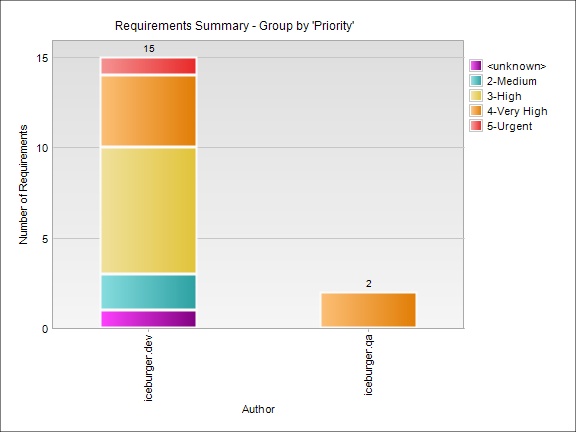 Requirements Summary - Group by 'Priority'
15
15
10
5
0
2
Number of Requirements
iceburger.dev
iceburger.qa
Author
<unknown>
2-Medium
3-High
4-Very High
5-Urgent